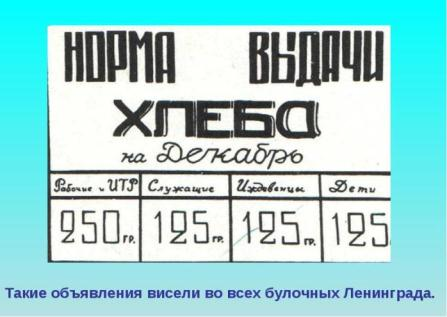 НОРМА ВЫДАЧИ
ХЛЕБА
на Декабрь
Рабочие и ИТР Служащие Иждевенцы Дети
250 гр. 125 гр. 125 гр. 125
Такие объявления висели во всех булочных Ленинграда.